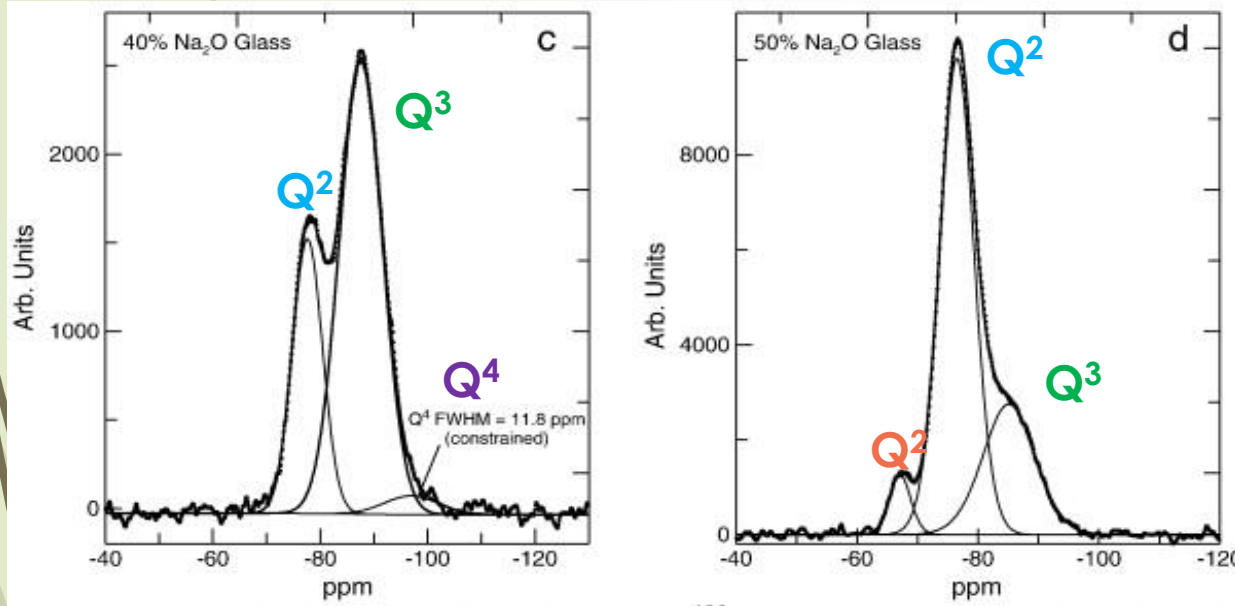 40% Na₂O Glass
c
Q³
Q²
Q⁴
Q⁴ FWHM = 11.8 ppm
(constrained)
2000
1000
0
Arb. Units
-40
-60
-80
-100
-120
ppm
50% Na₂O Glass
d
Q²
Q³
Q²
8000
4000
0
Arb. Units
-40
-60
-80
-100
-120
ppm